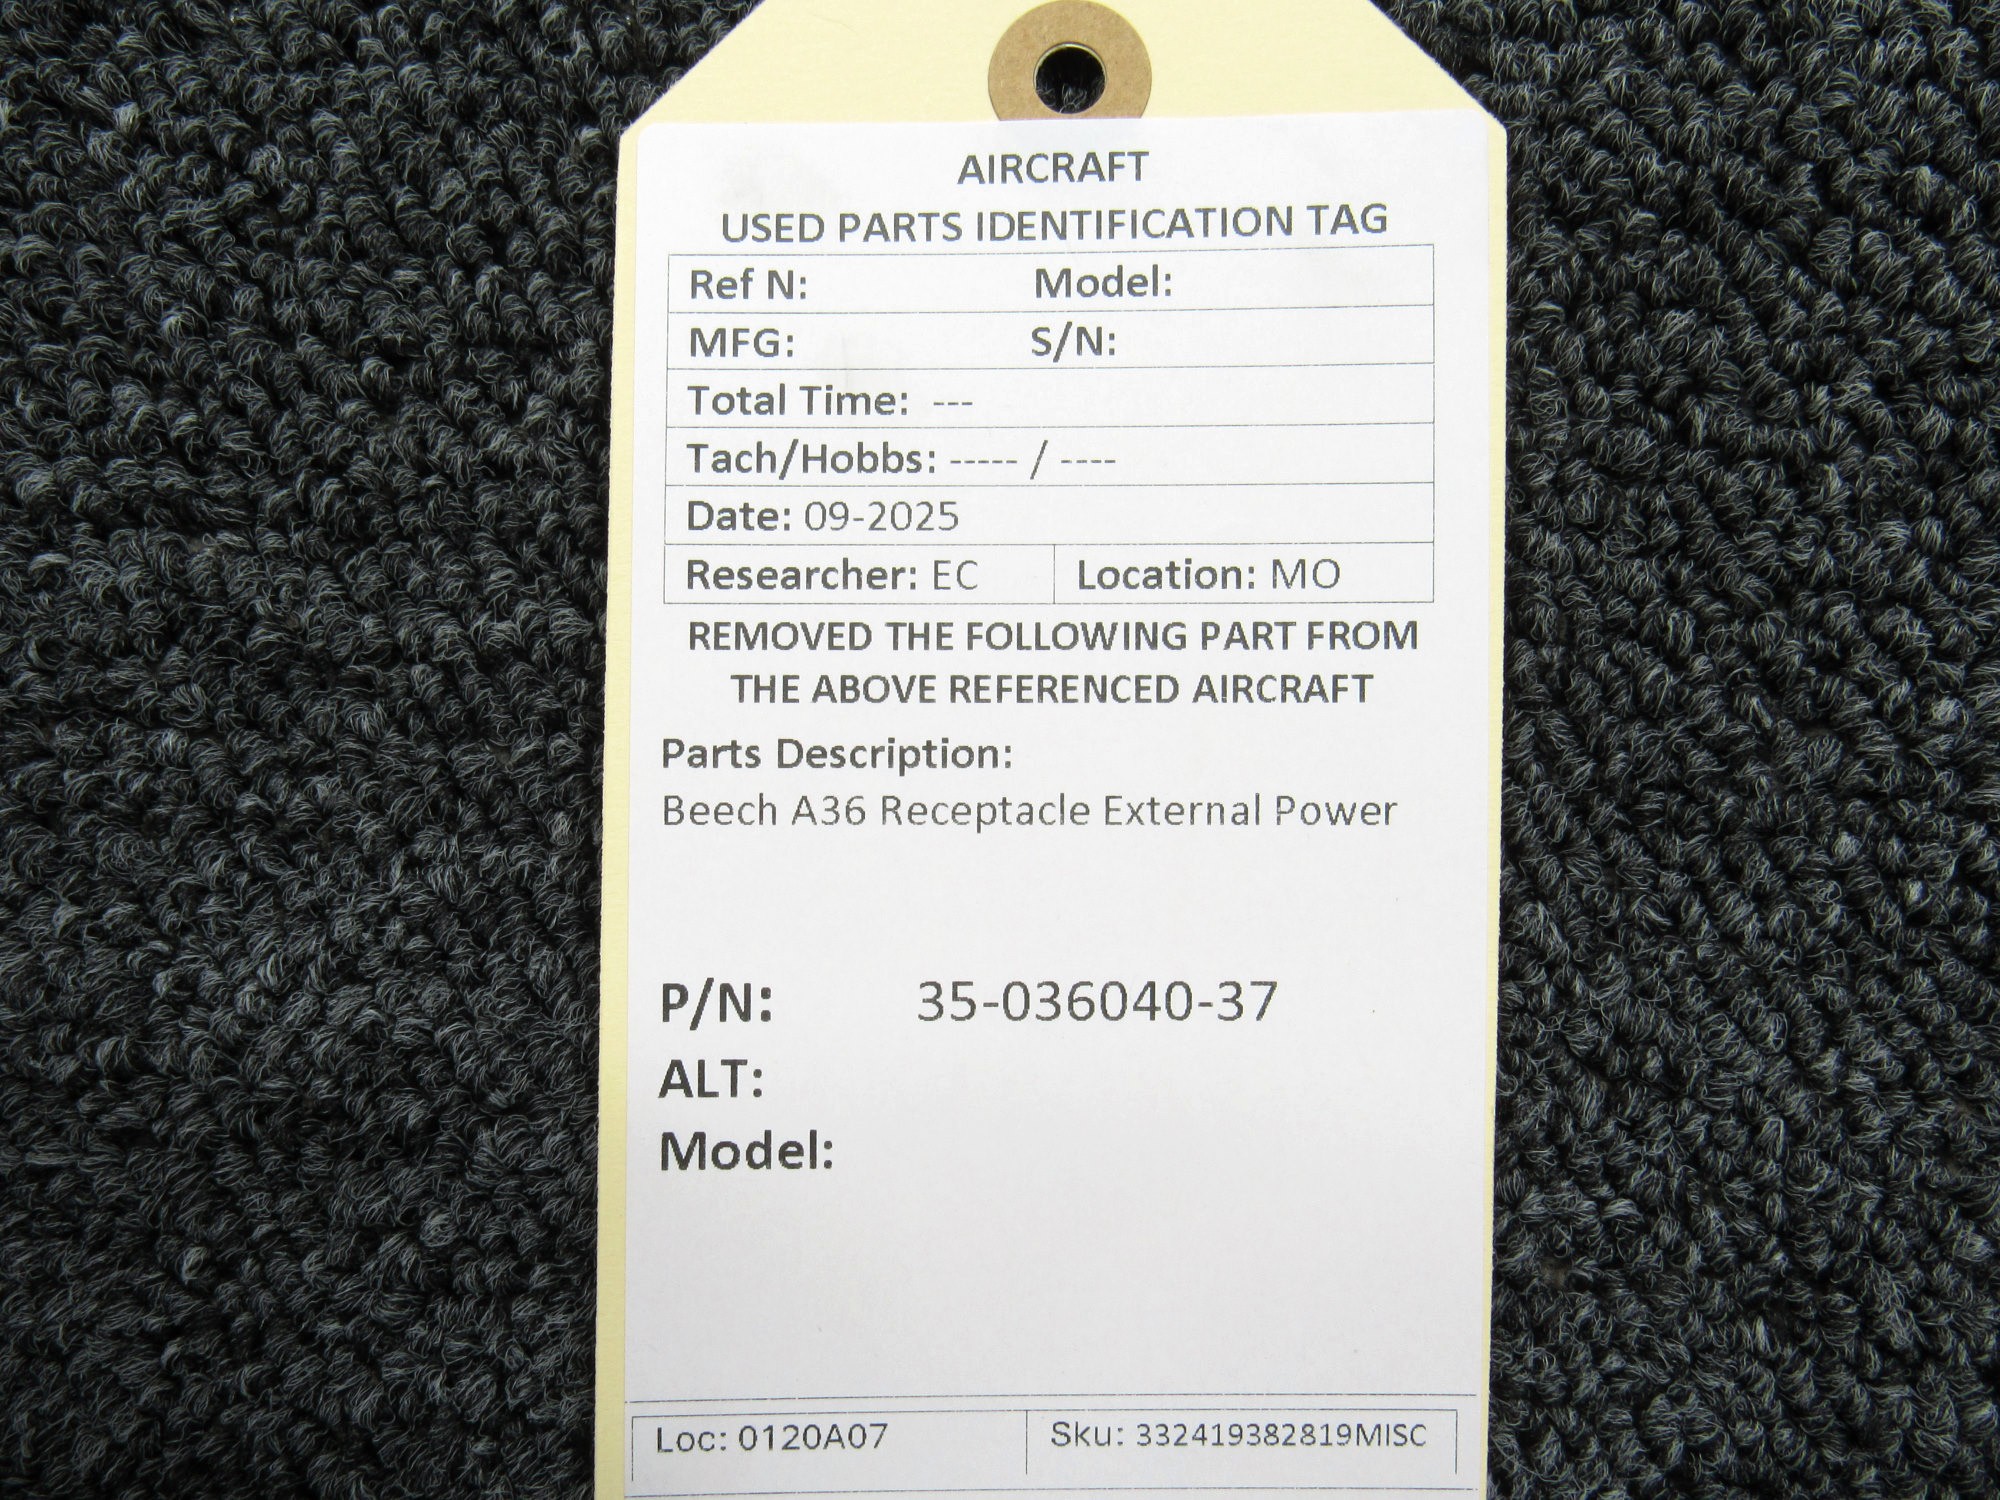 AIRCRAFT
USED PARTS IDENTIFICATION TAG
Ref N: Model:
MFG: S/N:
Total Time: ---
Tach/Hobbs: ----- / ----
Date: 09-2025
Researcher: EC Location: MO
REMOVED THE FOLLOWING PART FROM
THE ABOVE REFERENCED AIRCRAFT
Parts Description:
Beech A36 Receptacle External Power
P/N: 35-036040-37
ALT:
Model:
Loc: 0120A07 Sku: 332419382819MISC